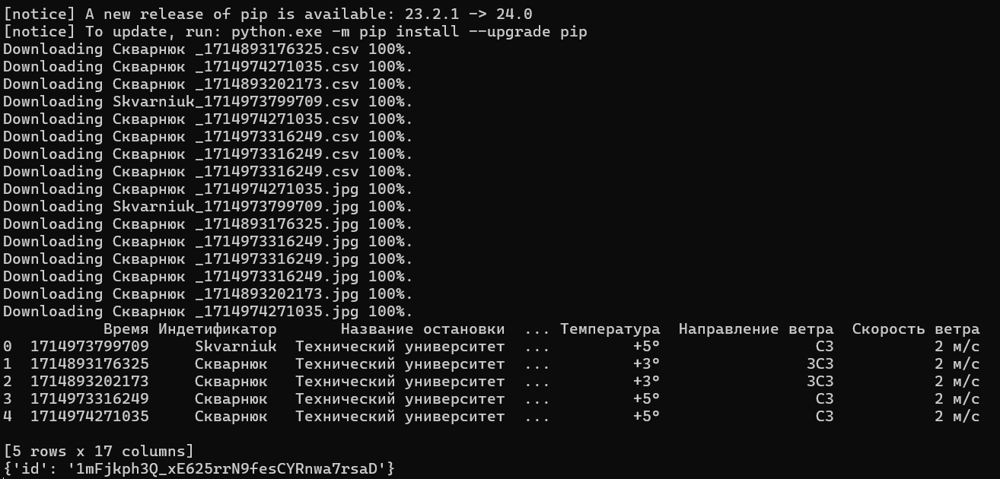 [notice] A new release of pip is available: 23.2.1 -> 24.0
[notice] To update, run: python.exe -m pip install --upgrade pip
Downloading Скварнюк _1714893176325.csv 100%.
Downloading Скварнюк _1714974271035.csv 100%.
Downloading Скварнюк _1714893202173.csv 100%.
Downloading Skvarniuk_1714973799709.csv 100%.
Downloading Скварнюк _1714974271035.csv 100%.
Downloading Скварнюк _1714973316249.csv 100%.
Downloading Скварнюк _1714973316249.csv 100%.
Downloading Скварнюк _1714973316249.csv 100%.
Downloading Скварнюк _1714974271035.jpg 100%.
Downloading Skvarniuk_1714973799709.jpg 100%.
Downloading Скварнюк _1714893176325.jpg 100%.
Downloading Скварнюк _1714973316249.jpg 100%.
Downloading Скварнюк _1714973316249.jpg 100%.
Downloading Скварнюк _1714973316249.jpg 100%.
Downloading Скварнюк _1714893202173.jpg 100%.
Downloading Скварнюк _1714974271035.jpg 100%.
Время Индетификатор Название остановки ... Температура Направление ветра Скорость ветра
0 1714973799709 Skvarniuk Технический университет ... +5° СЗ 2 м/с
1 1714893176325 Скварнюк Технический университет ... +3° ЗСЗ 2 м/с
2 1714893202173 Скварнюк Технический университет ... +3° ЗСЗ 2 м/с
3 1714973316249 Скварнюк Технический университет ... +5° СЗ 2 м/с
4 1714974271035 Скварнюк Технический университет ... +5° СЗ 2 м/с
[5 rows x 17 columns]
{'id': '1mFjkph3Q_xE625rrN9fesCYRnwa7rsaD'}